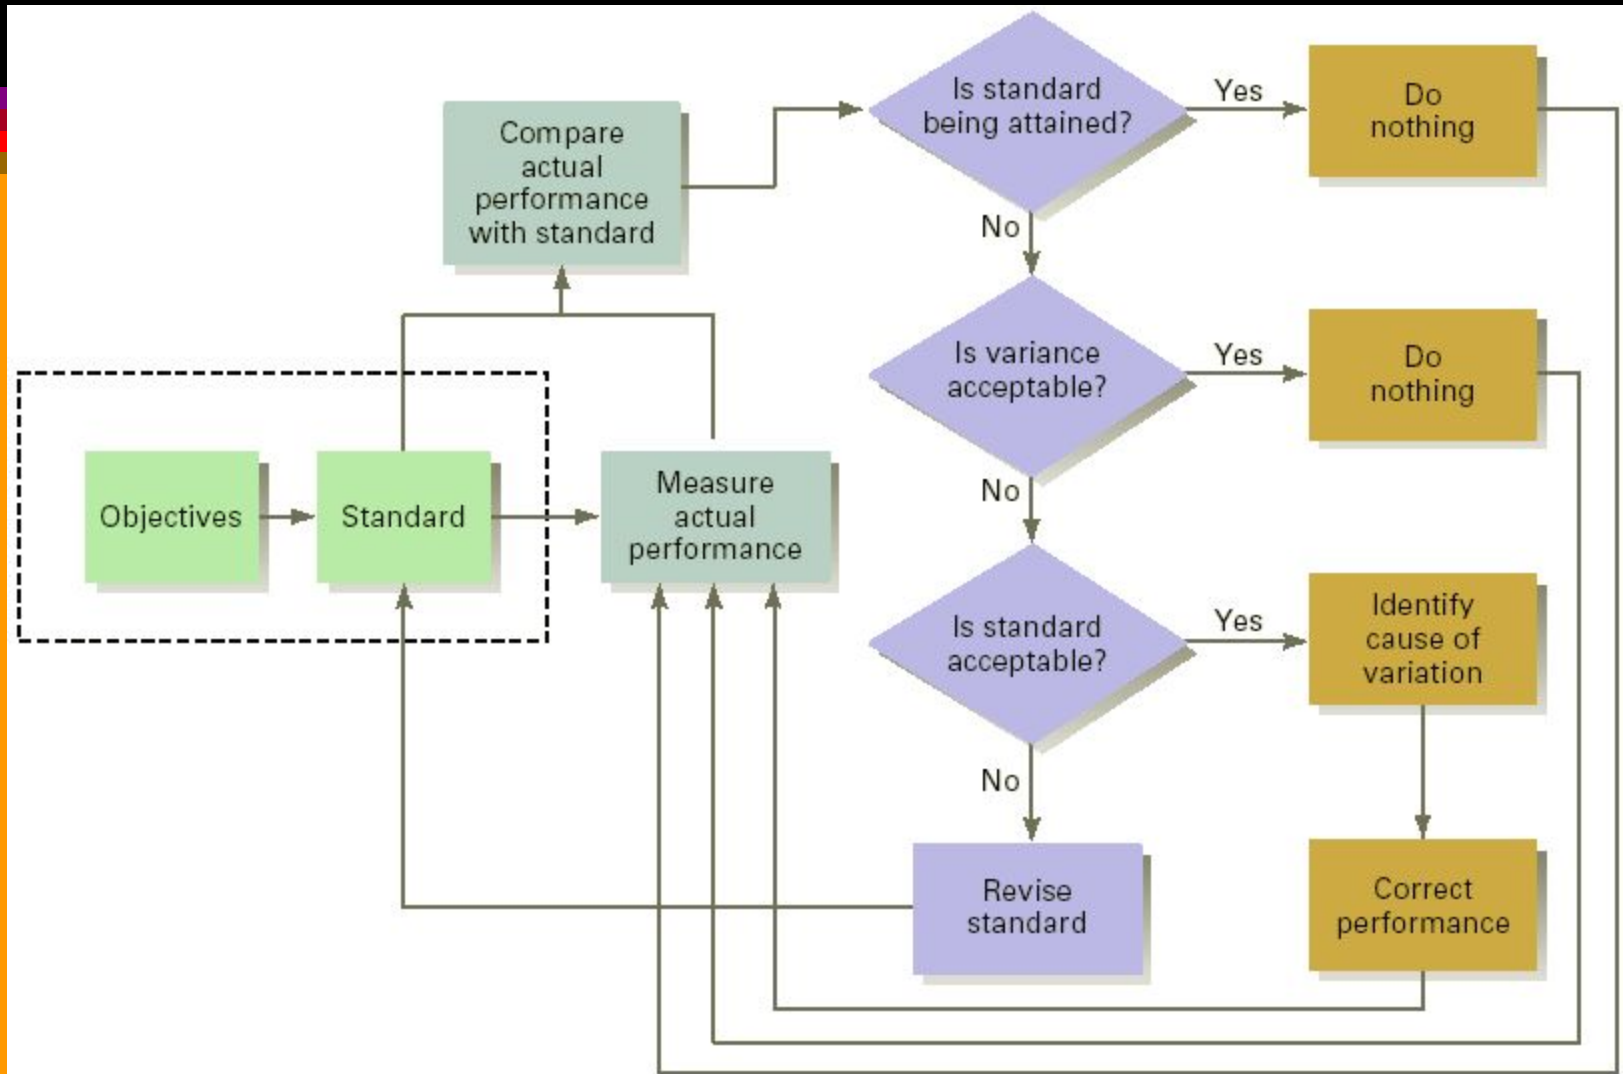 Is standard
being attained?
Yes
Do
nothing
Compare
actual
performance
with standard
No
Is variance
acceptable?
Yes
Do
nothing
Objectives
Standard
Measure
actual
performance
No
Is standard
acceptable?
Yes
Identify
cause of
variation
No
Revise
standard
Correct
performance